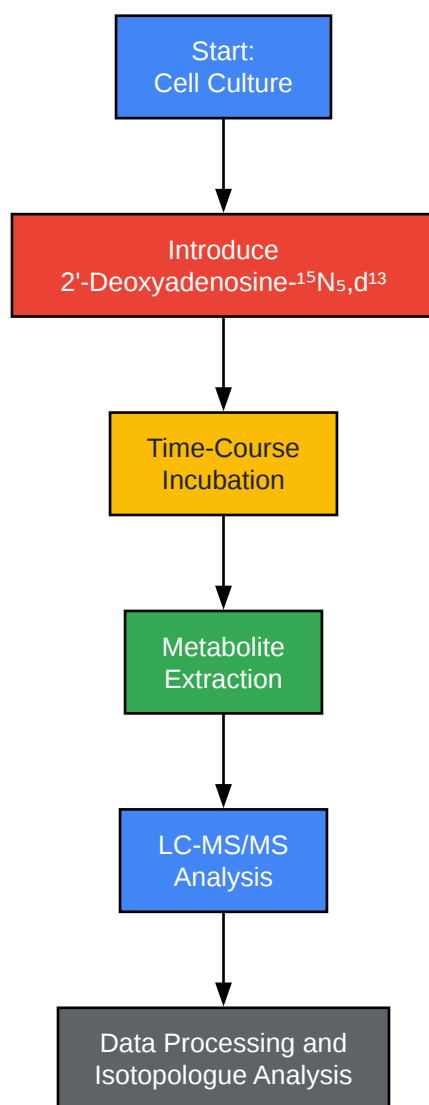 Start:
Cell Culture
Introduce
2'-Deoxyadenosine-¹⁵N₅,d¹³
Time-Course
Incubation
Metabolite
Extraction
LC-MS/MS
Analysis
Data Processing and
Isotopologue Analysis